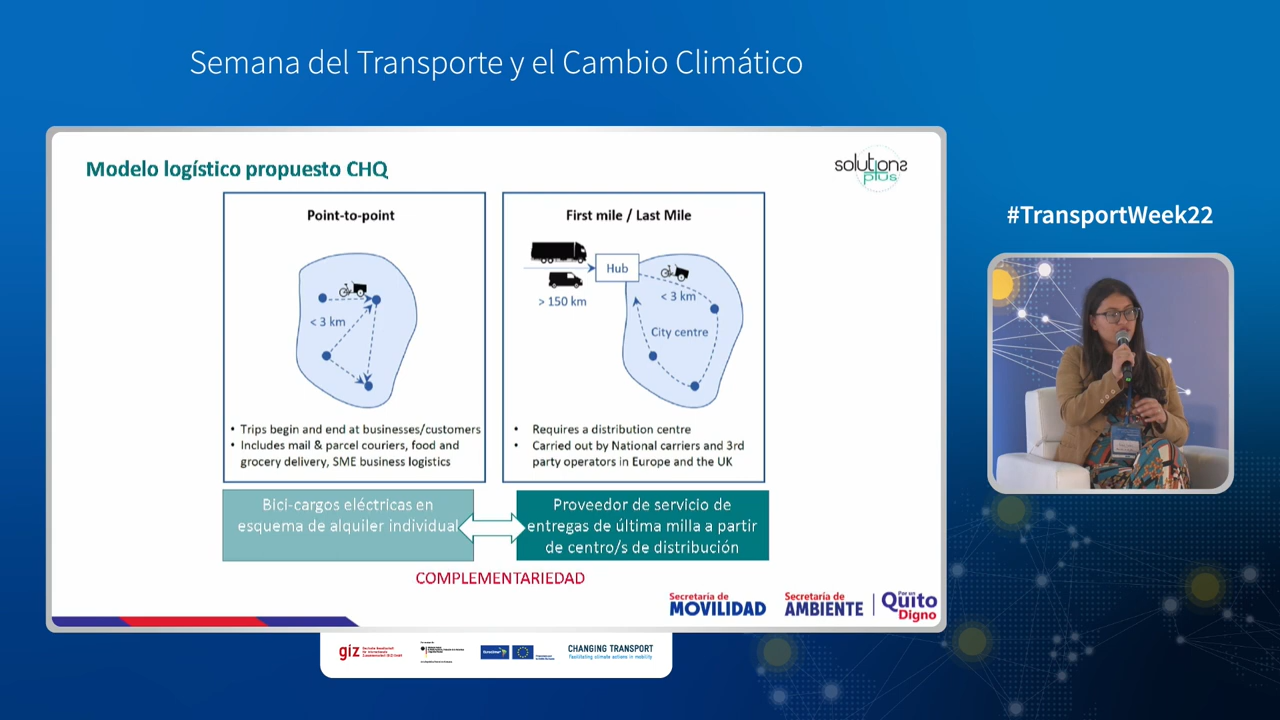 Semana del Transporte y el Cambio Climático
Modelo logístico propuesto CHQ
solutions
plus
Point-to-point
< 3 km
• Trips begin and end at businesses/customers
• Includes mail & parcel couriers, food and
grocery delivery, SME business logistics
First mile / Last Mile
Hub
> 150 km
< 3 km
City centre
• Requires a distribution centre
• Carried out by National carriers and 3rd
party operators in Europe and the UK
Bici-cargos eléctricas en
esquema de alquiler individual
Proveedor de servicio de
entregas de última milla a partir
de centro/s de distribución
COMPLEMENTARIEDAD
Secretaría de
MOVILIDAD
Secretaría de
AMBIENTE
Por un
Quito
Digno
#TransportWeek22
giz
CHANGING TRANSPORT
Facilitating climate actions in mobility